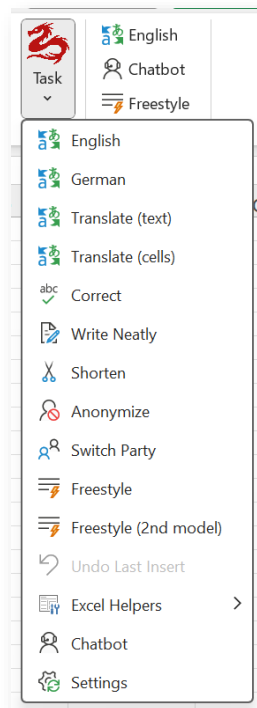 Task
English
Chatbot
Freestyle
English
German
Translate (text)
Translate (cells)
abc
Correct
Write Neatly
Shorten
Anonymize
Switch Party
Freestyle
Freestyle (2nd model)
Undo Last Insert
Excel Helpers
Chatbot
Settings